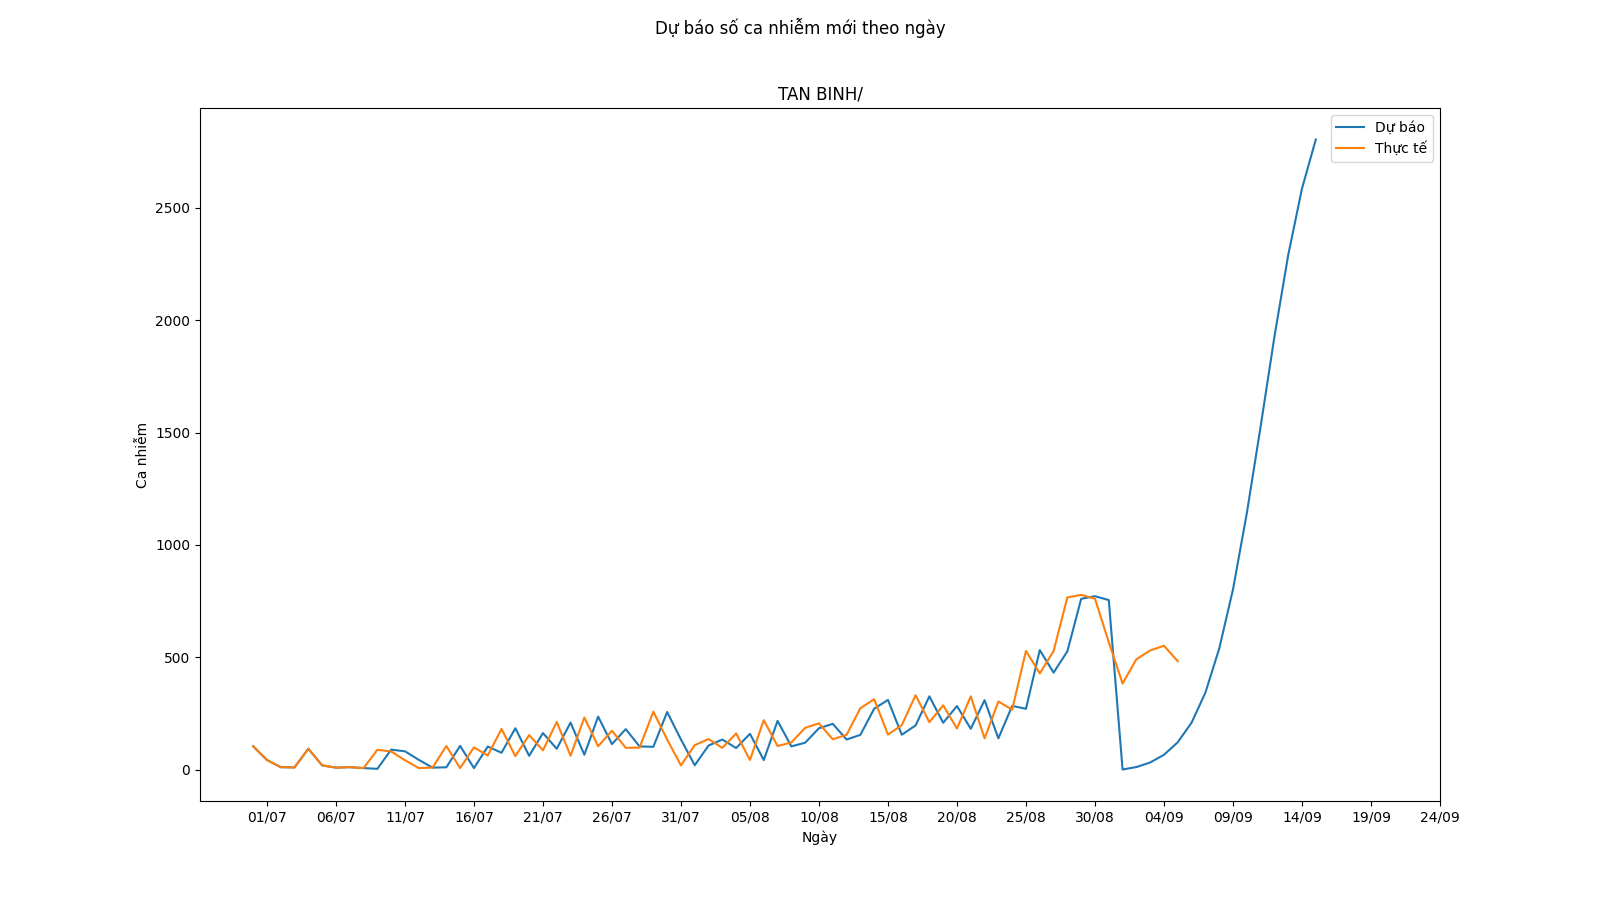 Dự báo số ca nhiễm mới theo ngày
TAN BINH/
Dự báo
Thực tế
Ca nhiễm
2500
2000
1500
1000
500
0
01/07 06/07 11/07 16/07 21/07 26/07 31/07 05/08 10/08 15/08 20/08 25/08 30/08 04/09 09/09 14/09 19/09 24/09
Ngày